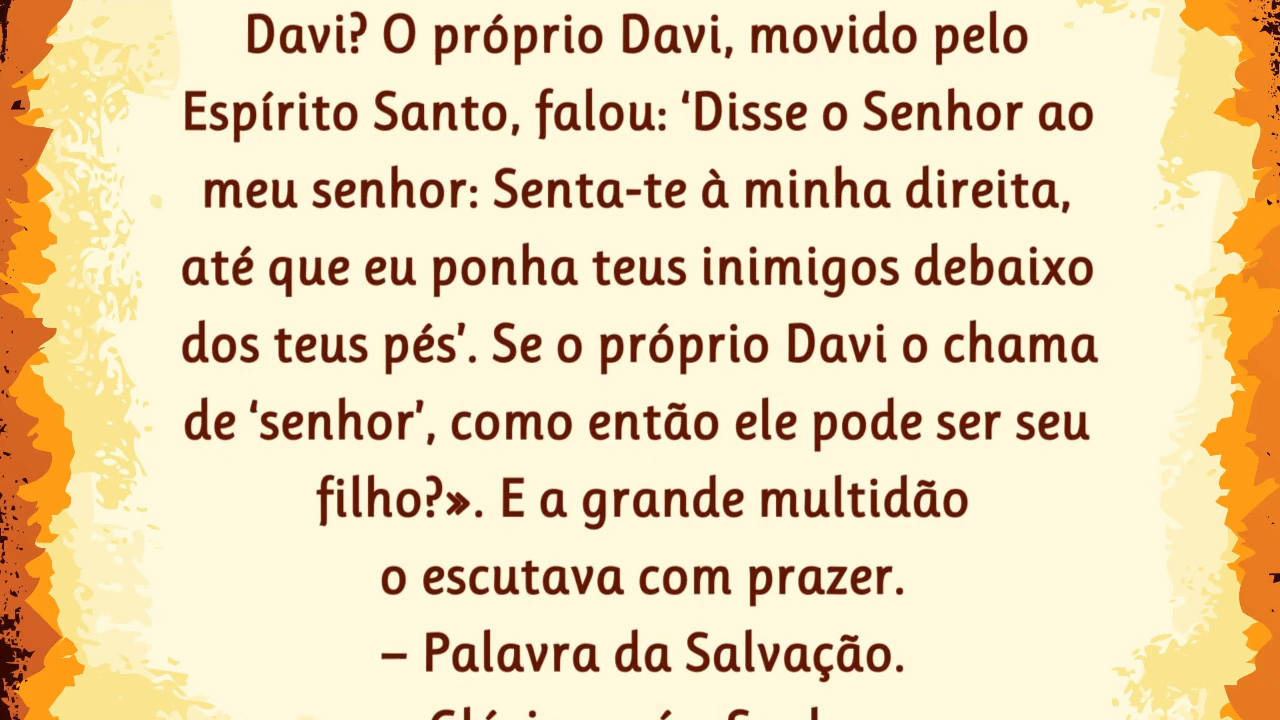 Davi? O próprio Davi, movido pelo
Espírito Santo, falou: ‘Disse o Senhor ao
meu senhor: Senta-te à minha direita,
até que eu ponha teus inimigos debaixo
dos teus pés’. Se o próprio Davi o chama
de ‘senhor’, como então ele pode ser seu
filho?». E a grande multidão
o escutava com prazer.
– Palavra da Salvação.